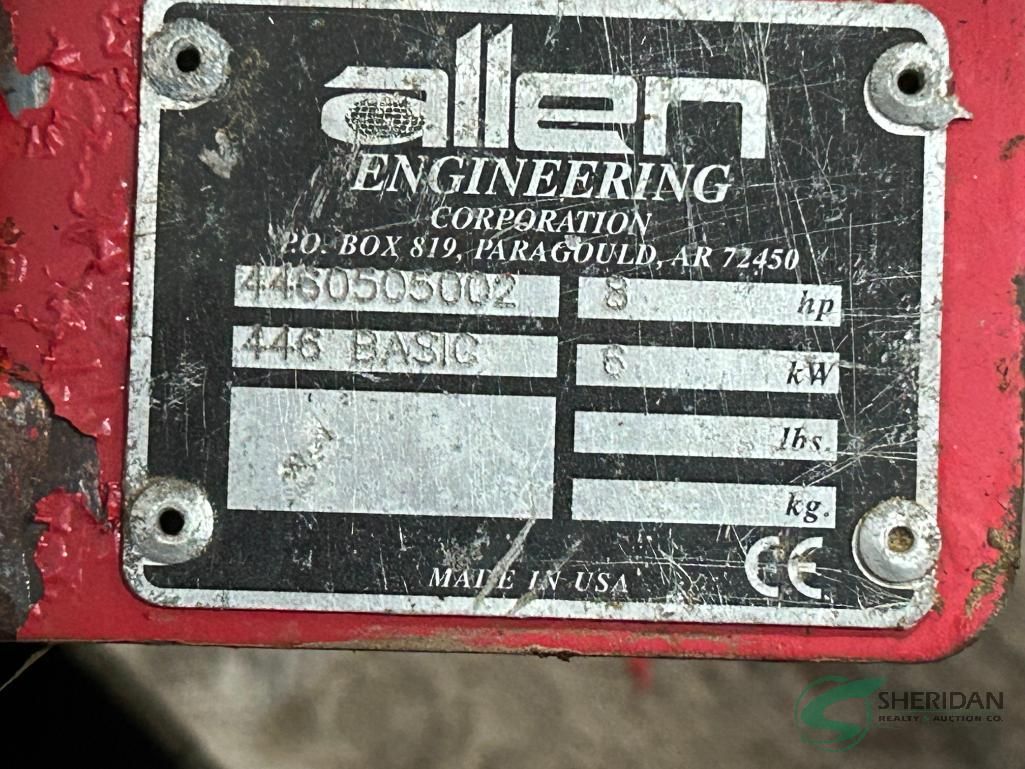 allen
ENGINEERING
CORPORATION
P.O. BOX 819, PARAGOULD, AR 72450
4460505002 8 hp
446 BASIC 6 kW
lbs.
kg.
MADE IN USA CE
SHERIDAN
REALTY & AUCTION CO.